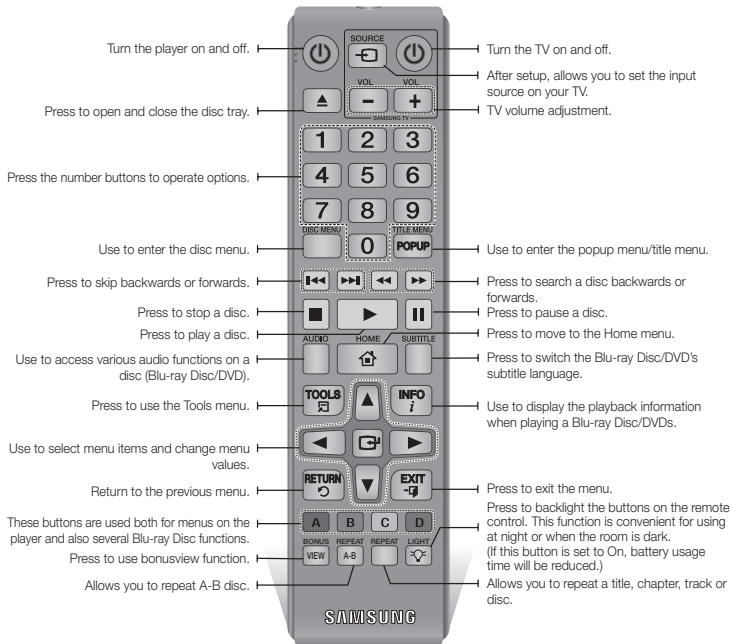 Turn the player on and off.
Press to open and close the disc tray.
Press the number buttons to operate options.
Use to enter the disc menu.
Press to skip backwards or forwards.
Press to stop a disc.
Press to play a disc.
Use to access various audio functions on a
disc (Blu-ray Disc/DVD).
Press to use the Tools menu.
Use to select menu items and change menu
values.
Return to the previous menu.
These buttons are used both for menus on the
player and also several Blu-ray Disc functions.
Press to use bonusview function.
Allows you to repeat A-B disc.
SOURCE
VOL VOL
- +
SAMSUNG TV
1 2 3
4 5 6
7 8 9
DISC MENU TITLE MENU
0 POPUP
AUDIO HOME SUBTITLE
TOOLS INFO
i
RETURN EXIT
A B C D
BONUS REPEAT REPEAT LIGHT
VIEW A-B
SAMSUNG
Turn the TV on and off.
After setup, allows you to set the input
source on your TV.
TV volume adjustment.
Use to enter the popup menu/title menu.
Press to search a disc backwards or
forwards.
Press to pause a disc.
Press to move to the Home menu.
Press to switch the Blu-ray Disc/DVD's
subtitle language.
Use to display the playback information
when playing a Blu-ray Disc/DVDs.
Press to exit the menu.
Press to backlight the buttons on the remote
control. This function is convenient for using
at night or when the room is dark.
(If this button is set to On, battery usage
time will be reduced.)
Allows you to repeat a title, chapter, track or
disc.